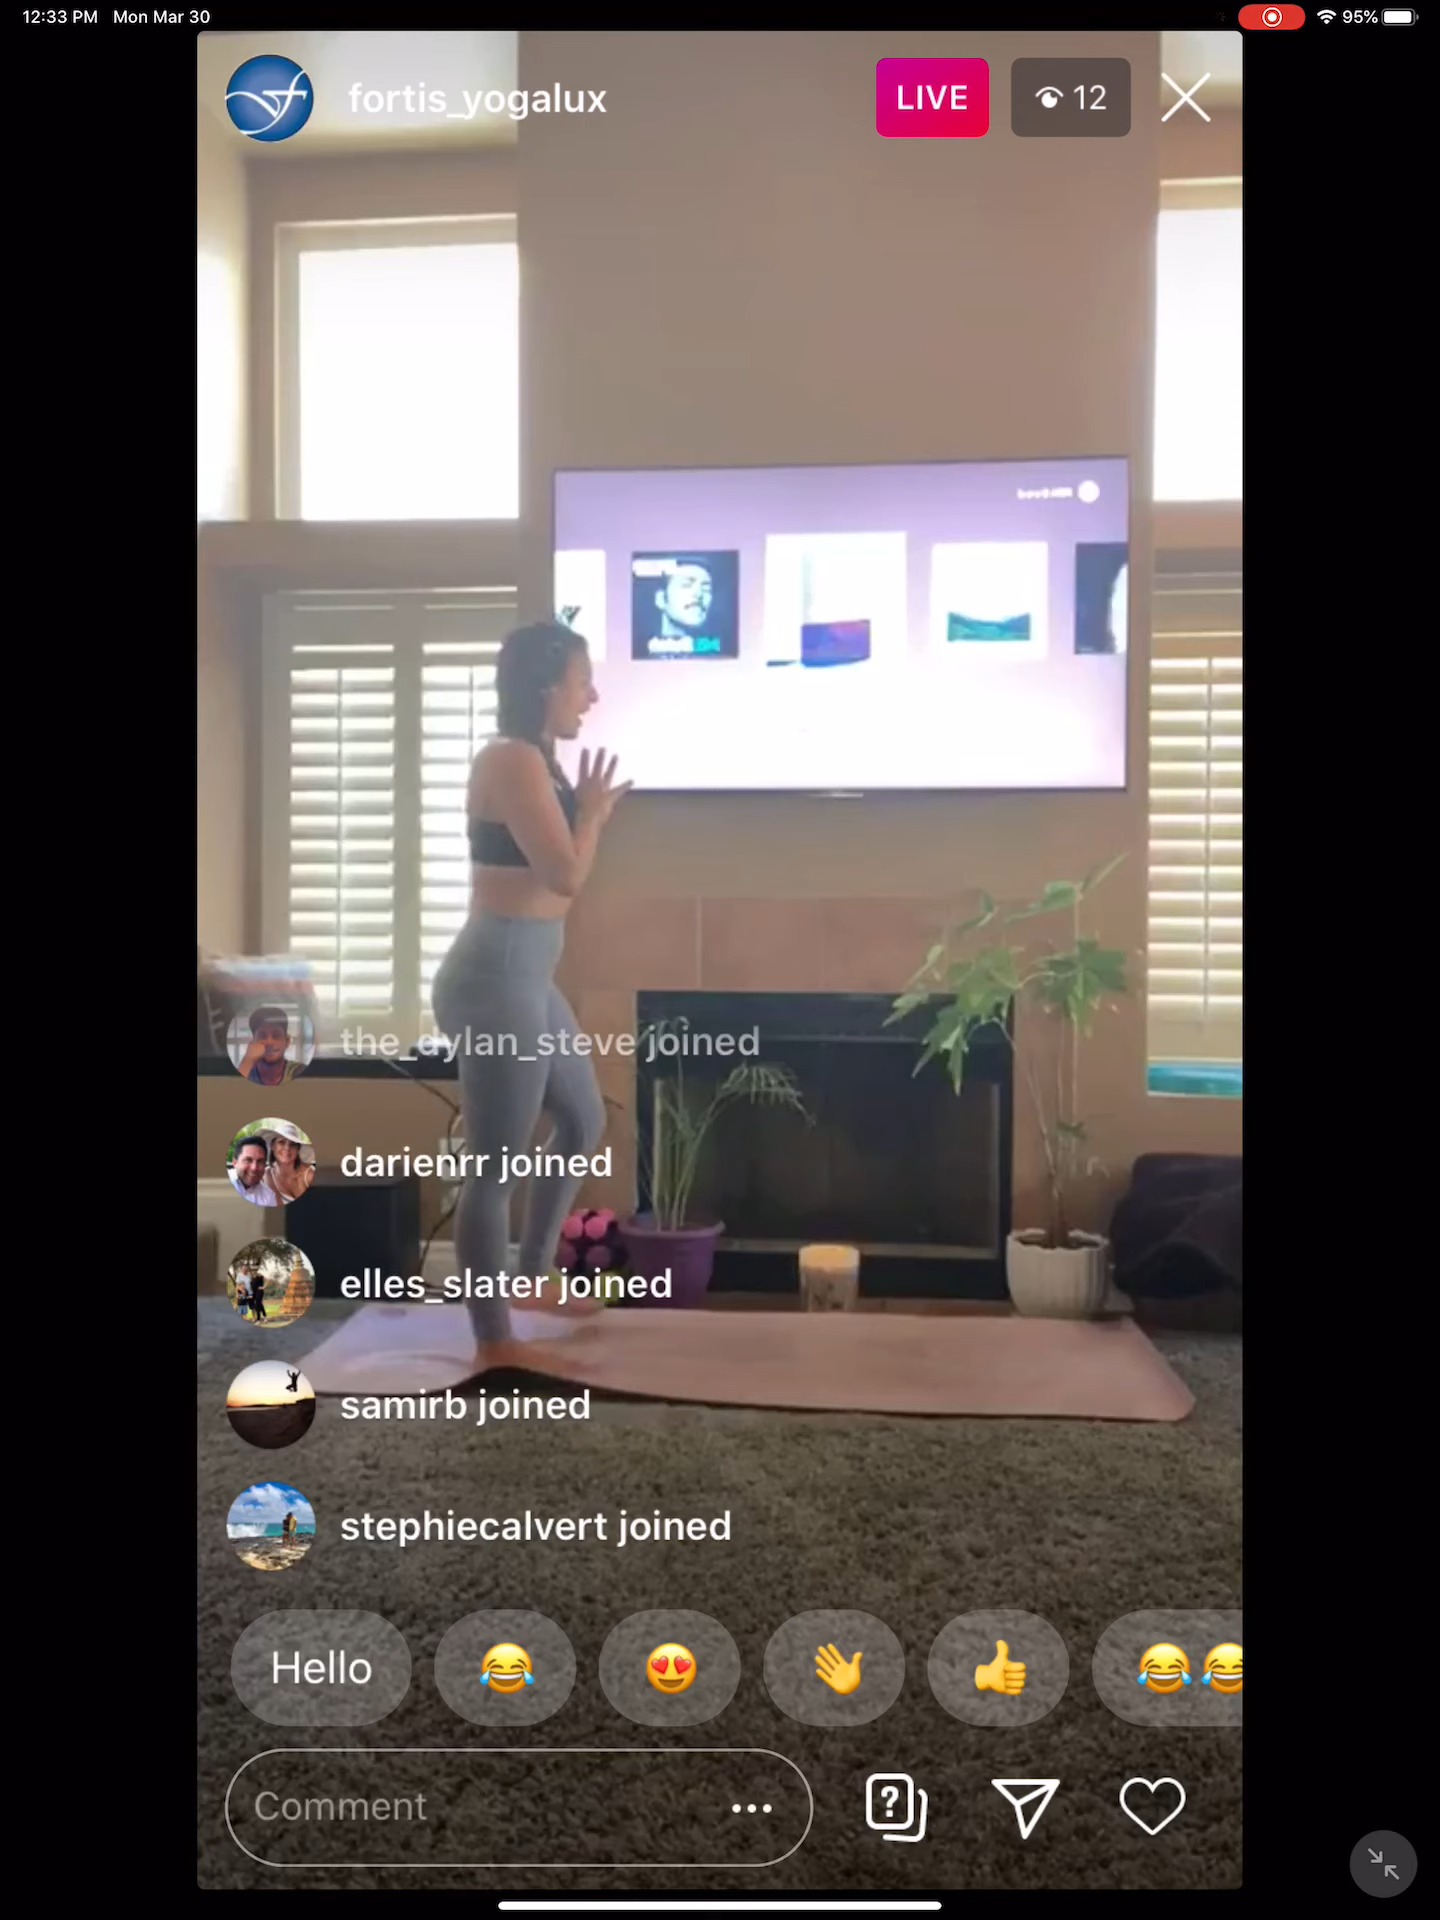 12:33 PM Mon Mar 30
95%
fortis_yogalux
LIVE
12
the_dylan_steve joined
darienrr joined
elles_slater joined
samirb joined
stephiecalvert joined
Hello
Comment